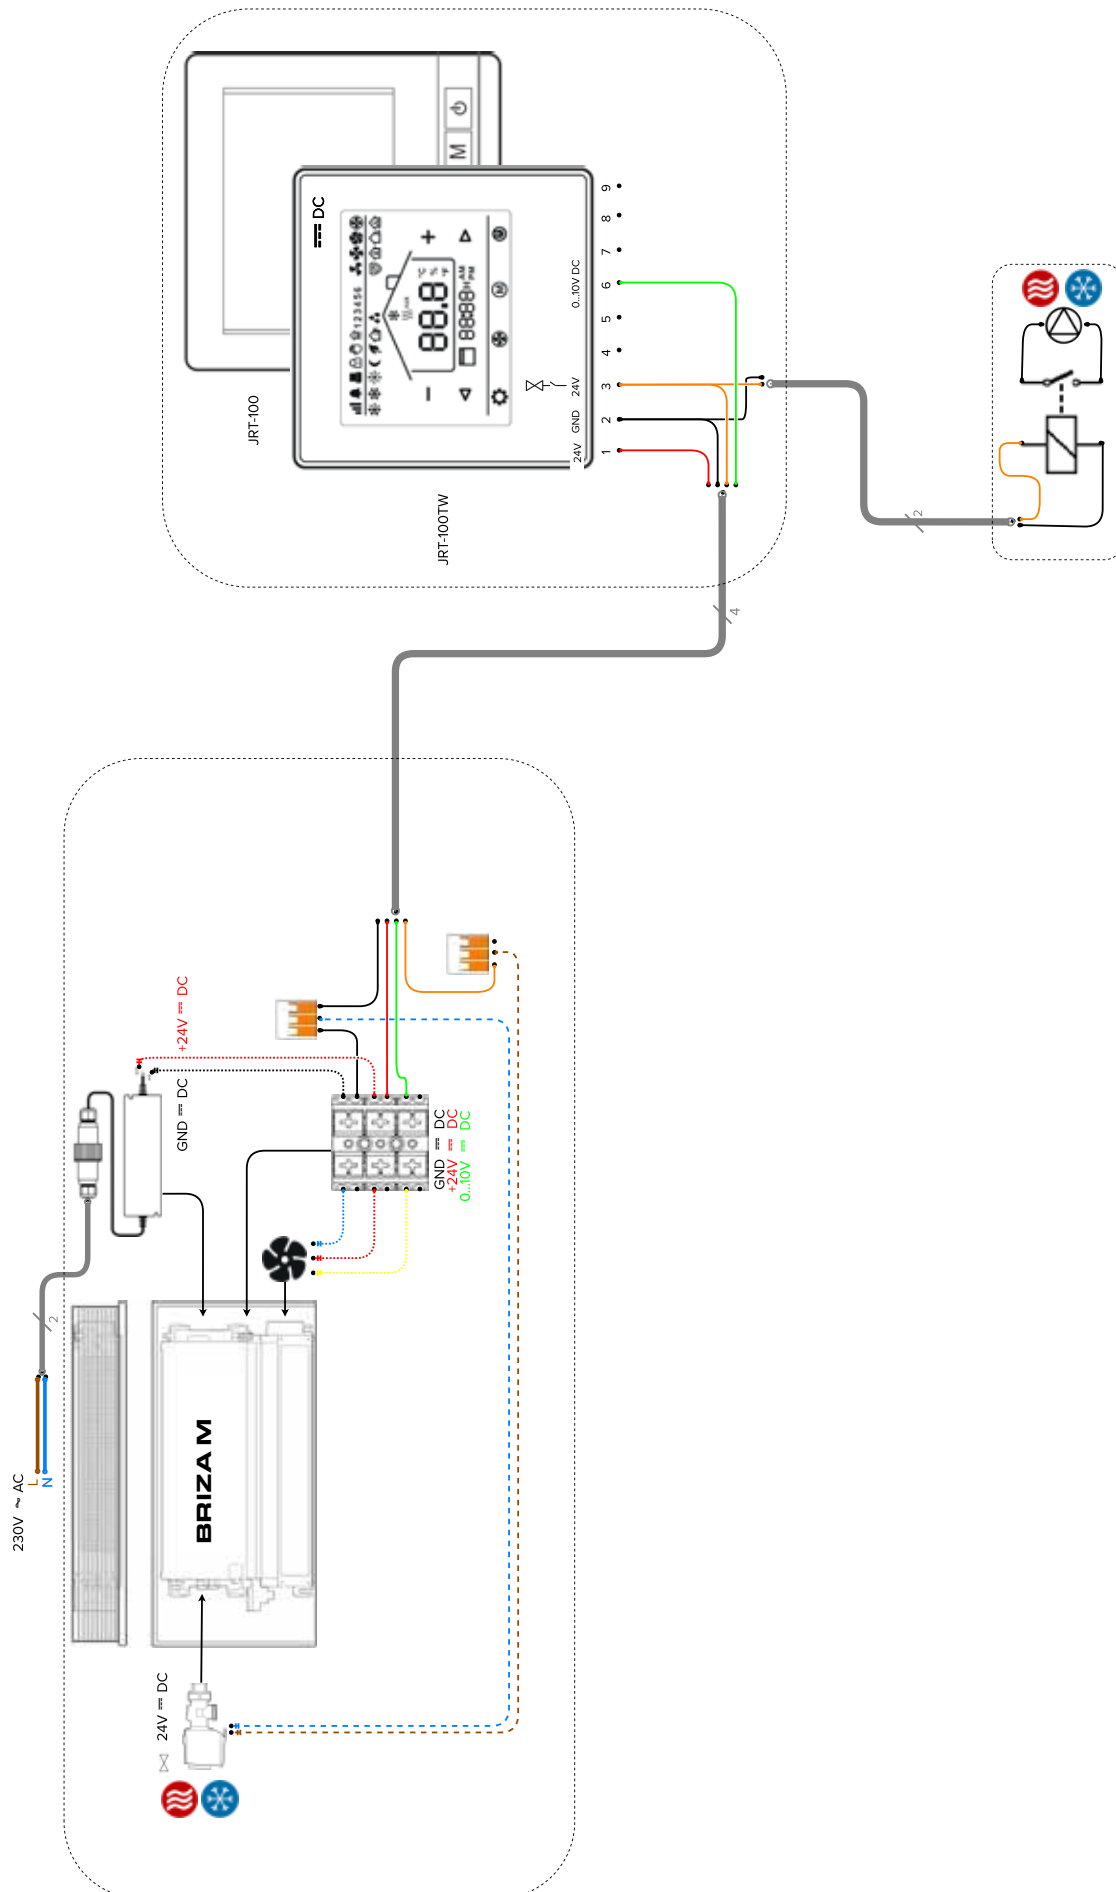 DC
M
M
123456
88.8
°C
%
°F
88:88
H
AM
PM
JRT-100
JRT-100TW
9
8
7
6
5
4
3
2
1
0...10V DC
24V
GND
24V
2
4
+24V DC
GND DC
GND DC
+24V DC
0...10V DC
2
230V ~ AC
L
N
BRIZA M
24V DC